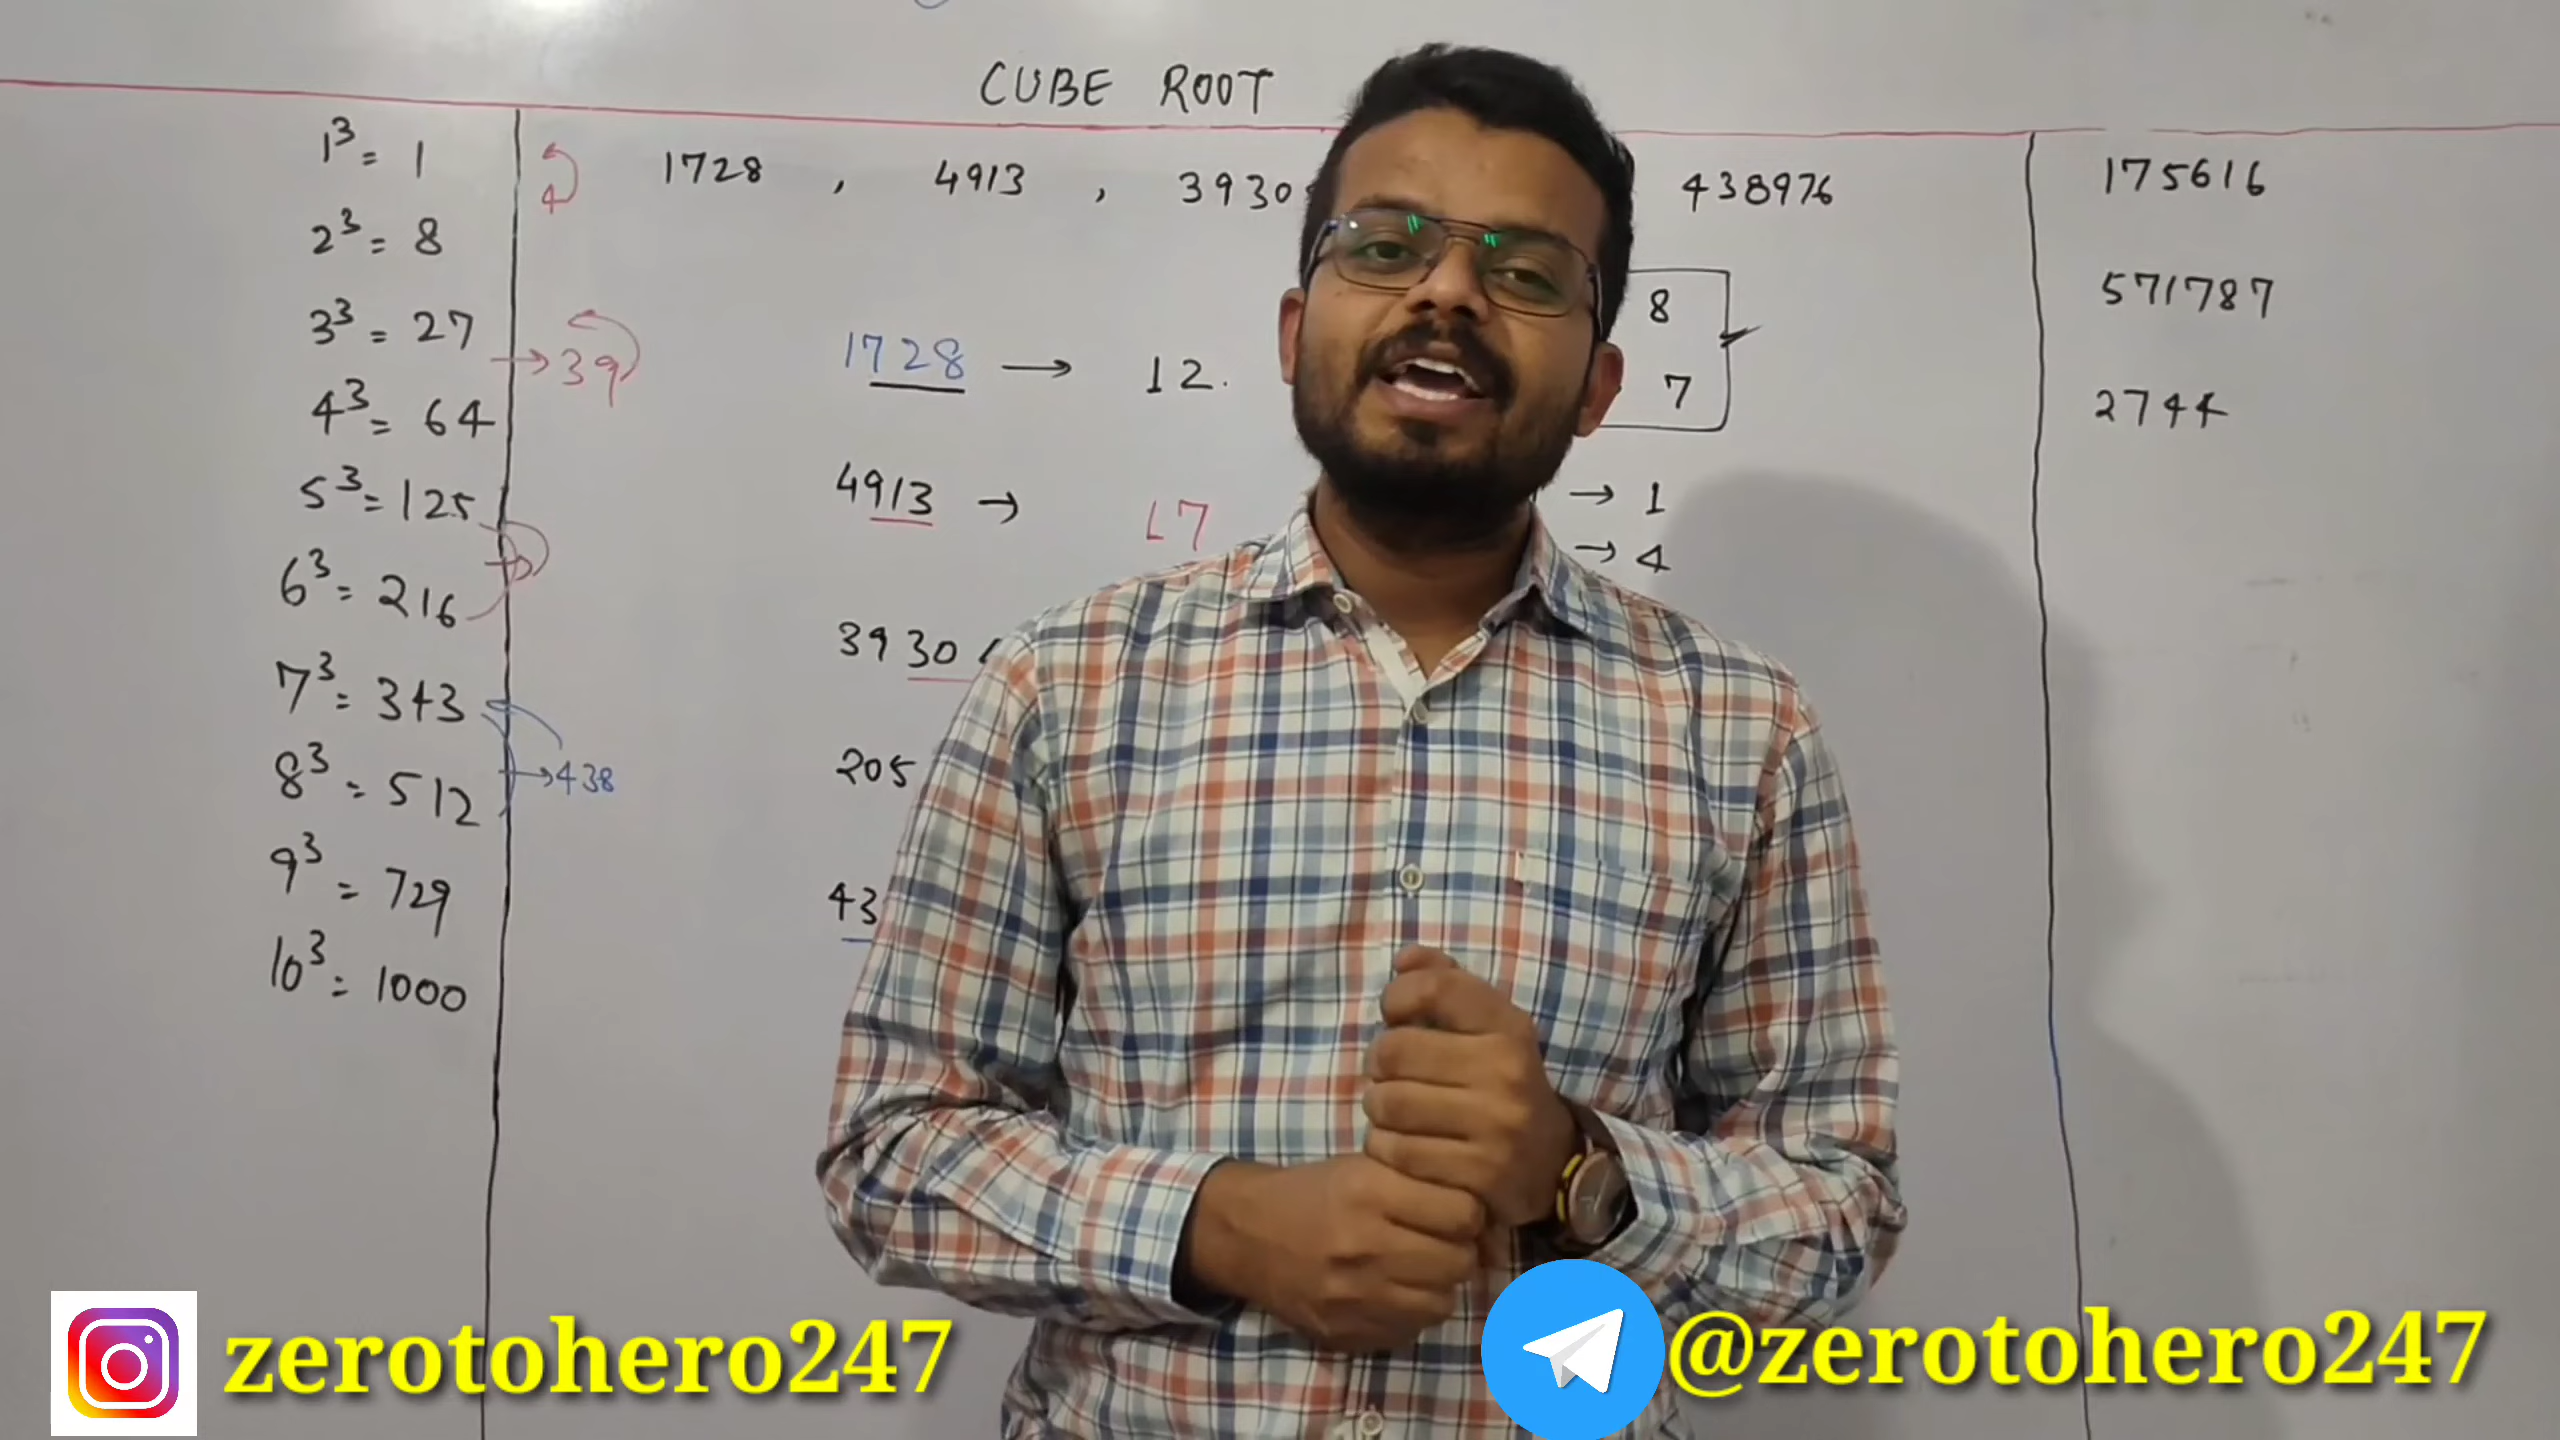 CUBE ROOT
1³ = 1
2³ = 8
3³ = 27
4³ = 64
5³ = 125
6³ = 216
7³ = 343
8³ = 512
9³ = 729
10³ = 1000
4
→ 39
→ 438
1728 , 4913 , 3930 438976
1728 → 12.
4913 → 17
3930
205
43
8
7
→ 1
→ 4
175616
571787
2744
zerotohero247
@zerotohero247